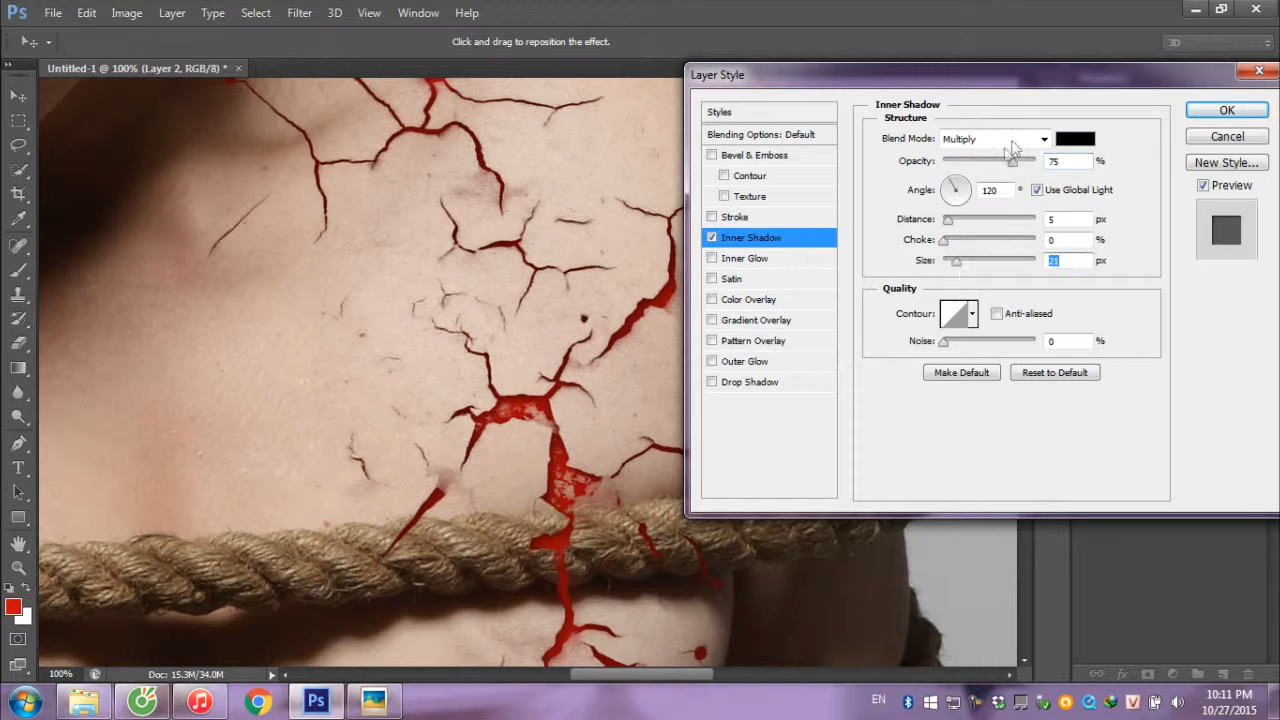 Ps File Edit Image Layer Type Select Filter 3D View Window Help
Click and drag to reposition the effect.
3D
Untitled-1 @ 100% (Layer 2, RGB/8) * ×
Layer Style
Styles
Blending Options: Default
Bevel & Emboss
Contour
Texture
Stroke
Inner Shadow
Inner Glow
Satin
Color Overlay
Gradient Overlay
Pattern Overlay
Outer Glow
Drop Shadow
Inner Shadow
Structure
Blend Mode: Multiply
Opacity: 75 %
Angle: 120 ° Use Global Light
Distance: 5 px
Choke: 0 %
Size: 21 px
Quality
Contour: Anti-aliased
Noise: 0 %
Make Default Reset to Default
OK
Cancel
New Style...
Preview
T
fx
100% Doc: 15.3M/34.0M
Ps
EN
V
10:11 PM
10/27/2015